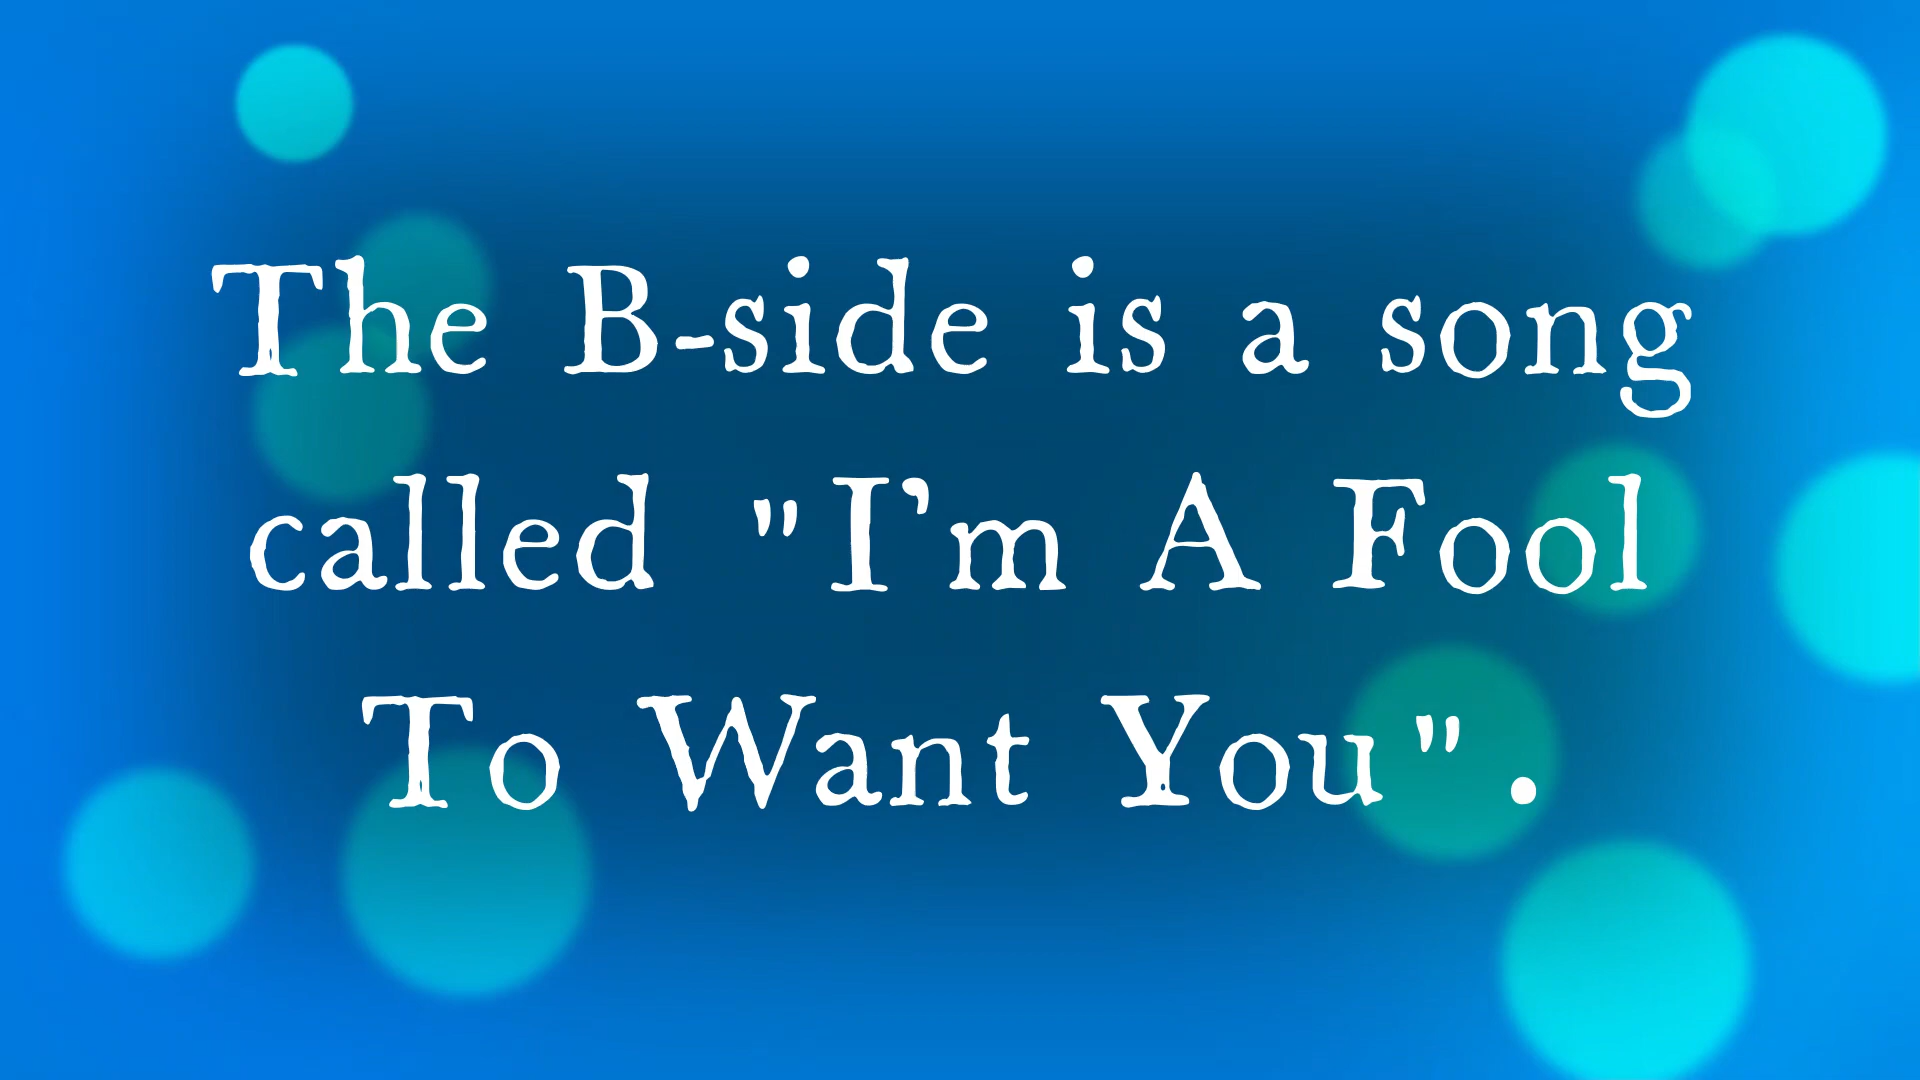 The B-side is a song
called "I'm A Fool
To Want You".